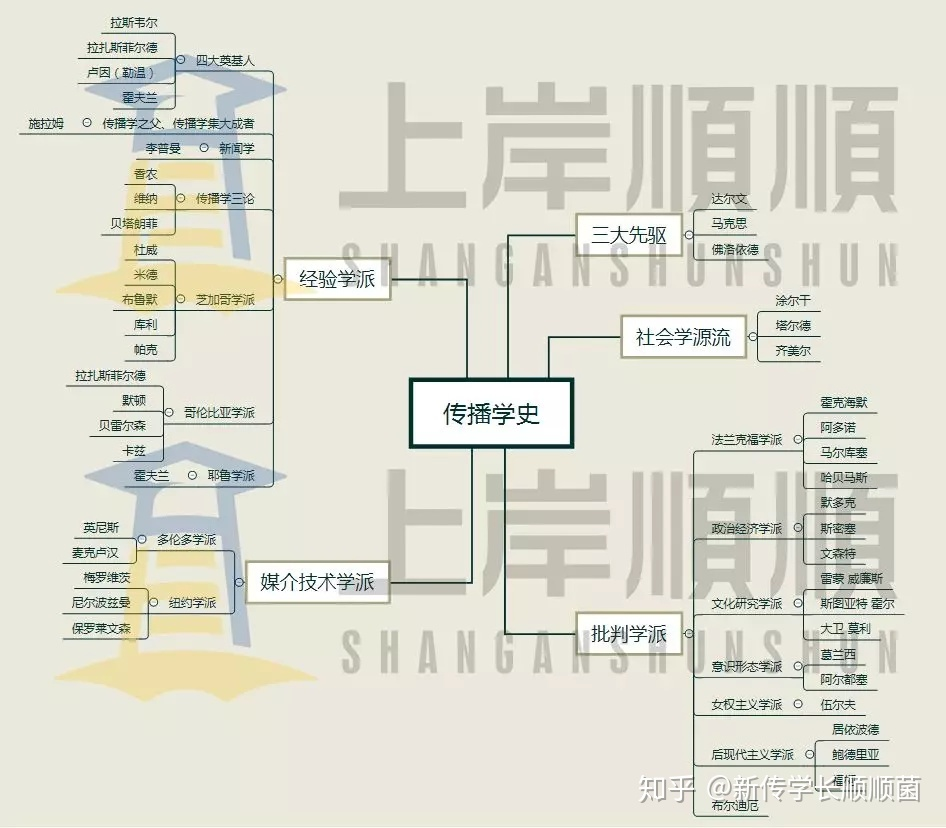 传播学史
经验学派
四大英基人
拉斯韦尔
拉扎斯菲尔德
卢因（勒温）
霍夫兰
传播学之父、传播学集大成者
施拉姆
新闻学
李普曼
传播学三论
香农
维纳
贝塔朗菲
芝加哥学派
杜威
米德
布鲁默
库利
帕克
哥伦比亚学派
拉扎斯菲尔德
默顿
贝雷尔森
卡兹
耶鲁学派
霍夫兰
媒介技术学派
多伦多学派
英尼斯
麦克卢汉
纽约学派
梅罗维茨
尼尔波兹曼
保罗莱文森
三大先驱
达尔文
马克思
佛洛依德
社会学源流
涂尔干
塔尔德
齐美尔
批判学派
法兰克福学派
霍克海默
阿多诺
马尔库塞
哈贝马斯
政治经济学派
默多克
斯密塞
文森特
文化研究学派
雷蒙 威廉斯
斯图亚特 霍尔
大卫 莫利
意识形态学派
葛兰西
阿尔都塞
女权主义学派
伍尔夫
后现代主义学派
居依波德
鲍德里亚
布尔迪厄
上岸順順
SHANGANSHUNSHUN
上岸順順
SHANGANSHUNSHUN
知乎 @新传学长顺顺菌